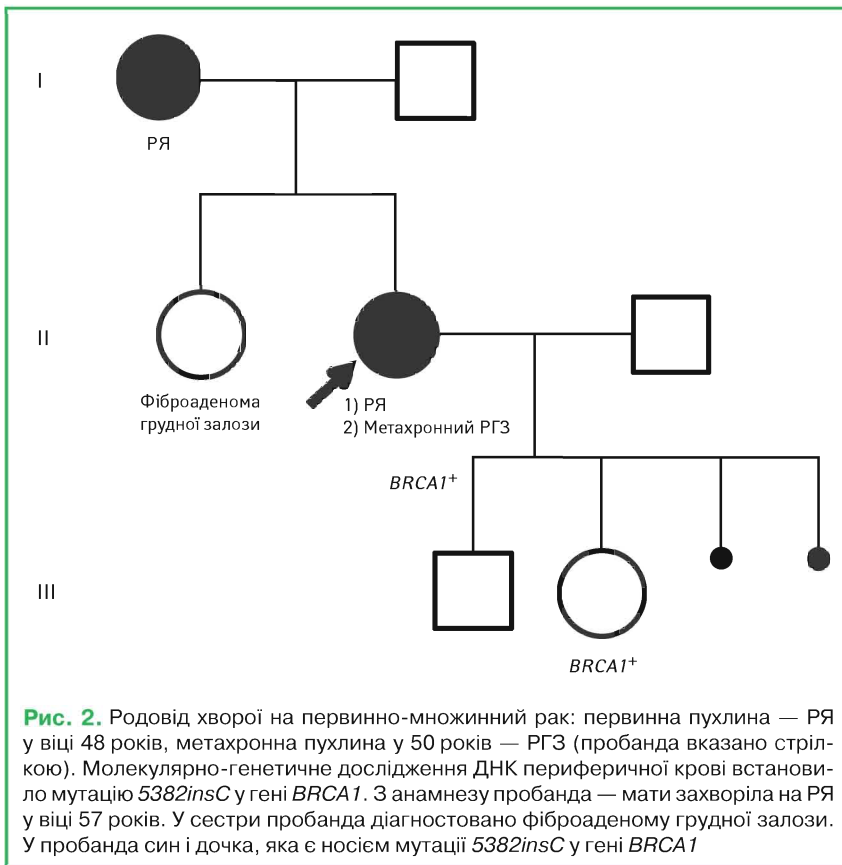 I
РЯ
II
Фіброаденома
грудної залози
1) РЯ
2) Метахронний РГЗ
BRCA1+
III
BRCA1+
Рис. 2. Родовід хворої на первинно-множинний рак: первинна пухлина — РЯ
у віці 48 років, метахронна пухлина у 50 років — РГЗ (пробанда вказано стріл-
кою). Молекулярно-генетичне дослідження ДНК периферичної крові встанови-
ло мутацію 5382insC у гені BRCA1. З анамнезу пробанда — мати захворіла на РЯ
у віці 57 років. У сестри пробанда діагностовано фіброаденому грудної залози.
У пробанда син і дочка, яка є носієм мутації 5382insC у гені BRCA1